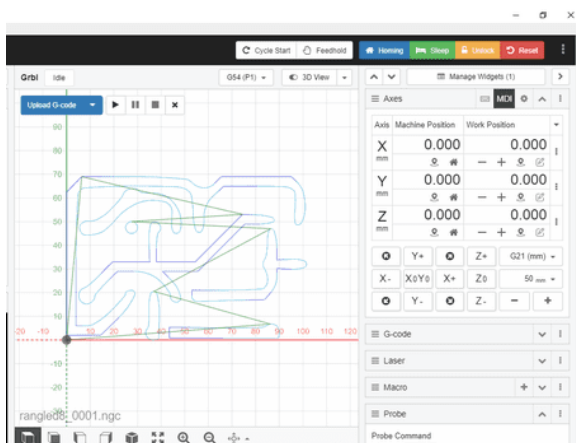 Cycle Start Feedhold Homing Sleep Unlock Reset
Grbl Idle G54 (P1) 3D View Manage Widgets (1)
Upload G-code
Axes MDI
Axis Machine Position Work Position
X mm 0.000 0.000
Y mm 0.000 0.000
Z mm 0.000 0.000
Y+ Z+ G21 (mm)
X- X0Y0 X+ Z0 50 mm
Y- Z-
G-code
Laser
Macro
Probe
Probe Command
90
80
70
60
50
40
30
20
10
-20 -10 10 20 30 40 50 60 70 80 90 100 110 120
-10
-20